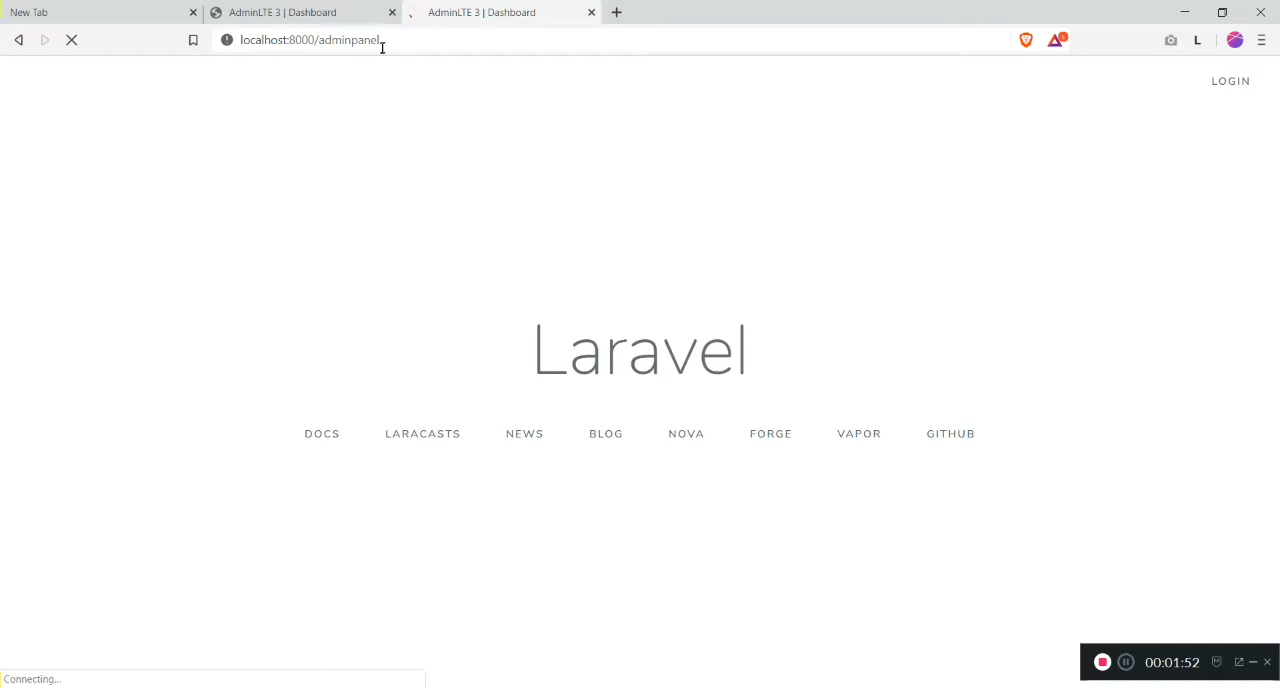 New Tab AdminLTE 3 | Dashboard AdminLTE 3 | Dashboard
localhost:8000/adminpanel L
LOGIN
Laravel
DOCS LARACASTS NEWS BLOG NOVA FORGE VAPOR GITHUB
00:01:52
Connecting...